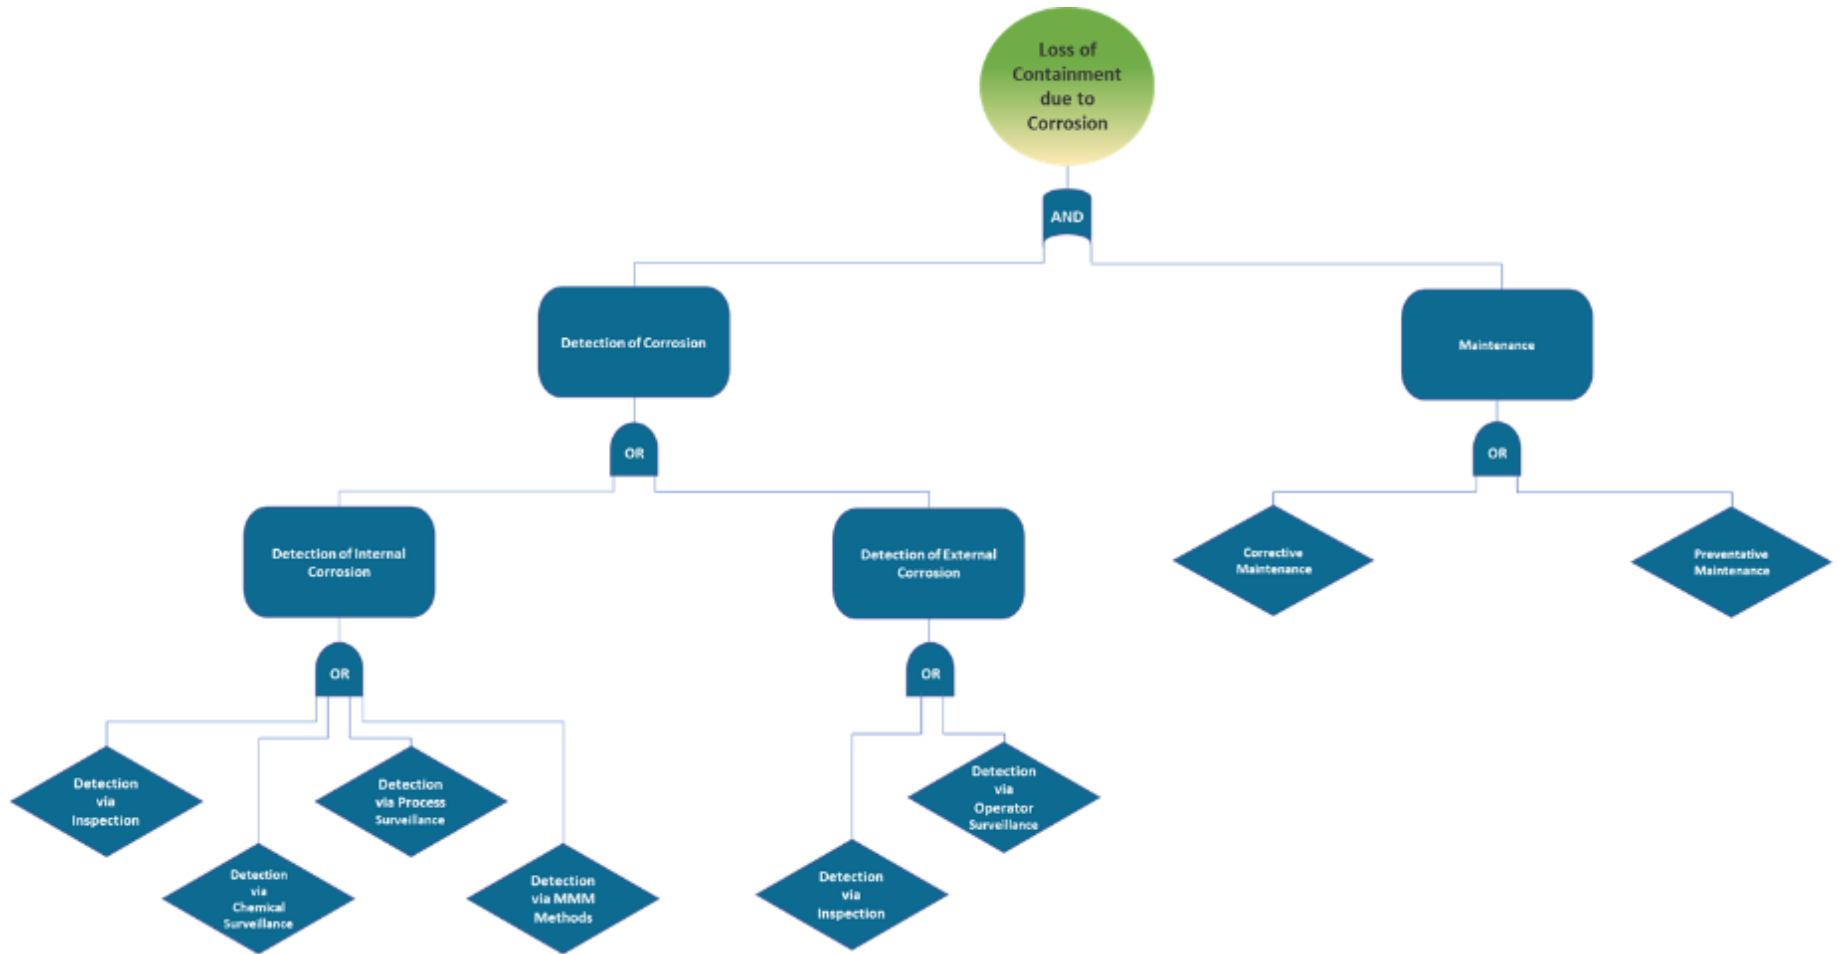 Loss of
Containment
due to
Corrosion
AND
Detection of Corrosion
Maintenance
OR
OR
Detection of Internal
Corrosion
Detection of External
Corrosion
Corrective
Maintenance
Preventative
Maintenance
OR
OR
Detection
via
Inspection
Detection
via
Chemical
Surveillance
Detection
via Process
Surveillance
Detection
via MMM
Methods
Detection
via
Inspection
Detection
via
Operator
Surveillance